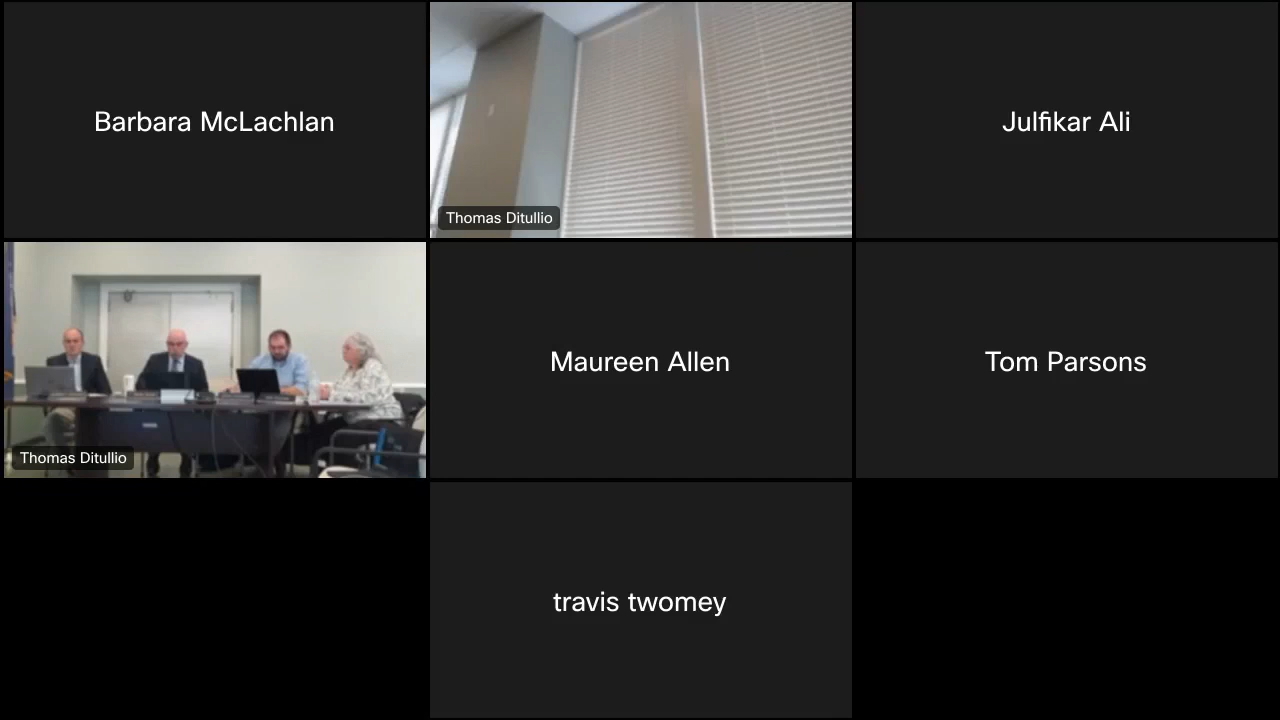 Barbara McLachlan
Thomas Ditullio
Julfikar Ali
Thomas Ditullio
Maureen Allen
Tom Parsons
travis twomey